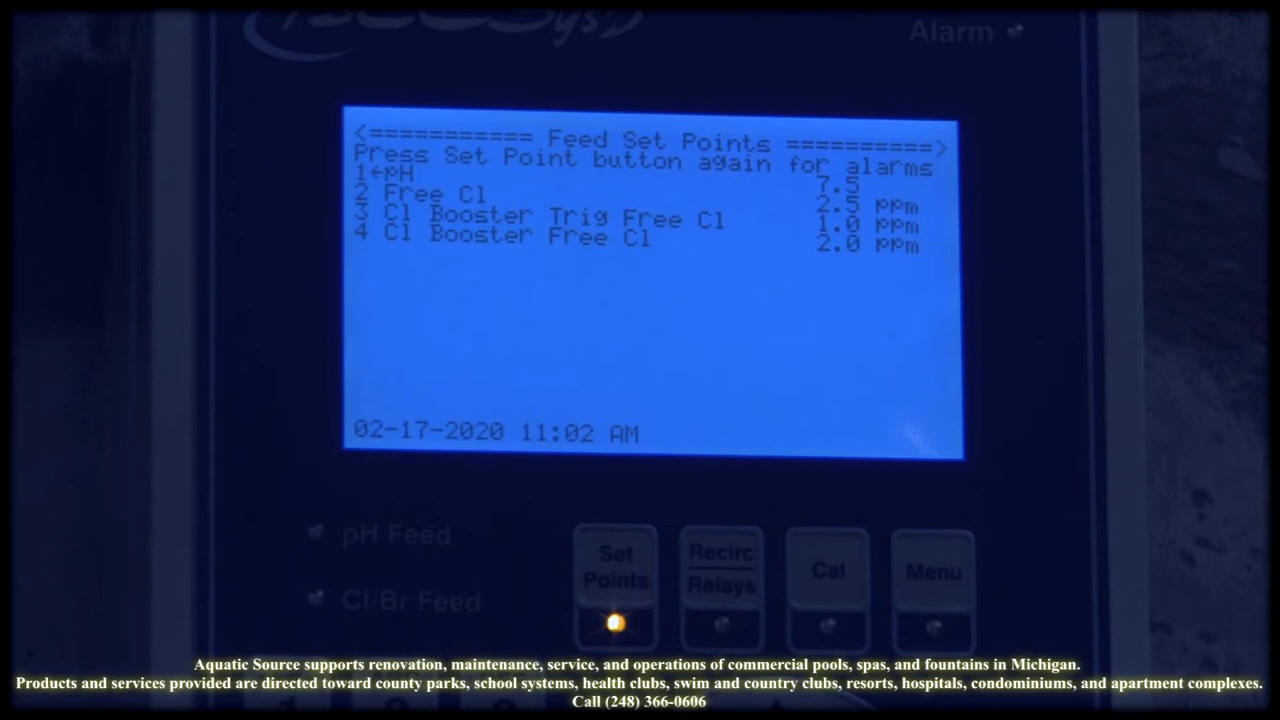 Alarm
<=========== Feed Set Points ==========>
Press Set Point button again for alarms
1←pH 7.5
2 Free Cl 2.5 ppm
3 Cl Booster Trig Free Cl 1.0 ppm
4 Cl Booster Free Cl 2.0 ppm
02-17-2020 11:02 AM
pH Feed
Cl/Br Feed
Set Points
Recirc Relays
Cal
Menu
Aquatic Source supports renovation, maintenance, service, and operations of commercial pools, spas, and fountains in Michigan.
Products and services provided are directed toward county parks, school systems, health clubs, swim and country clubs, resorts, hospitals, condominiums, and apartment complexes.
Call (248) 366-0606